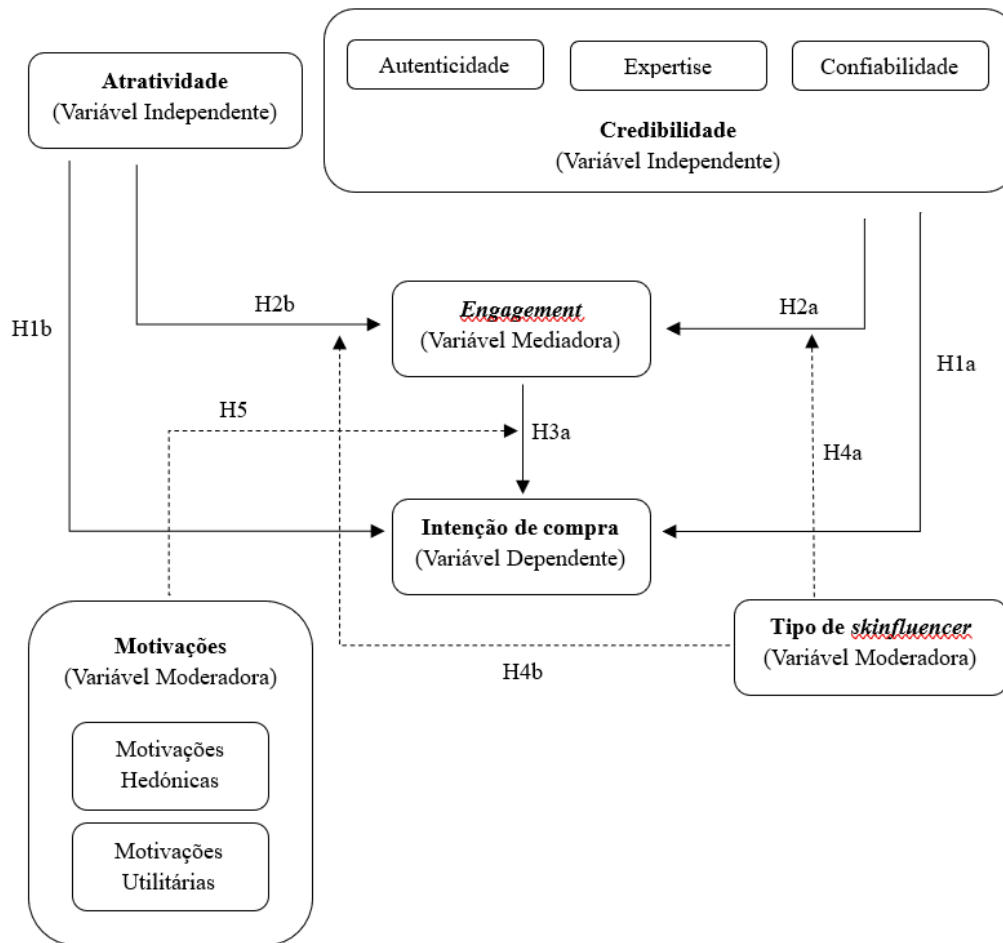 Autenticidade
Expertise
Confiabilidade
Atratividade
(Variável Independente)
Credibilidade
(Variável Independente)
H2b
Engagement
(Variável Mediadora)
H2a
H1b
H1a
H5
H3a
H4a
Intenção de compra
(Variável Dependente)
Motivações
(Variável Moderadora)
Tipo de skinfluencer
(Variável Moderadora)
H4b
Motivações
Hedónicas
Motivações
Utilitárias